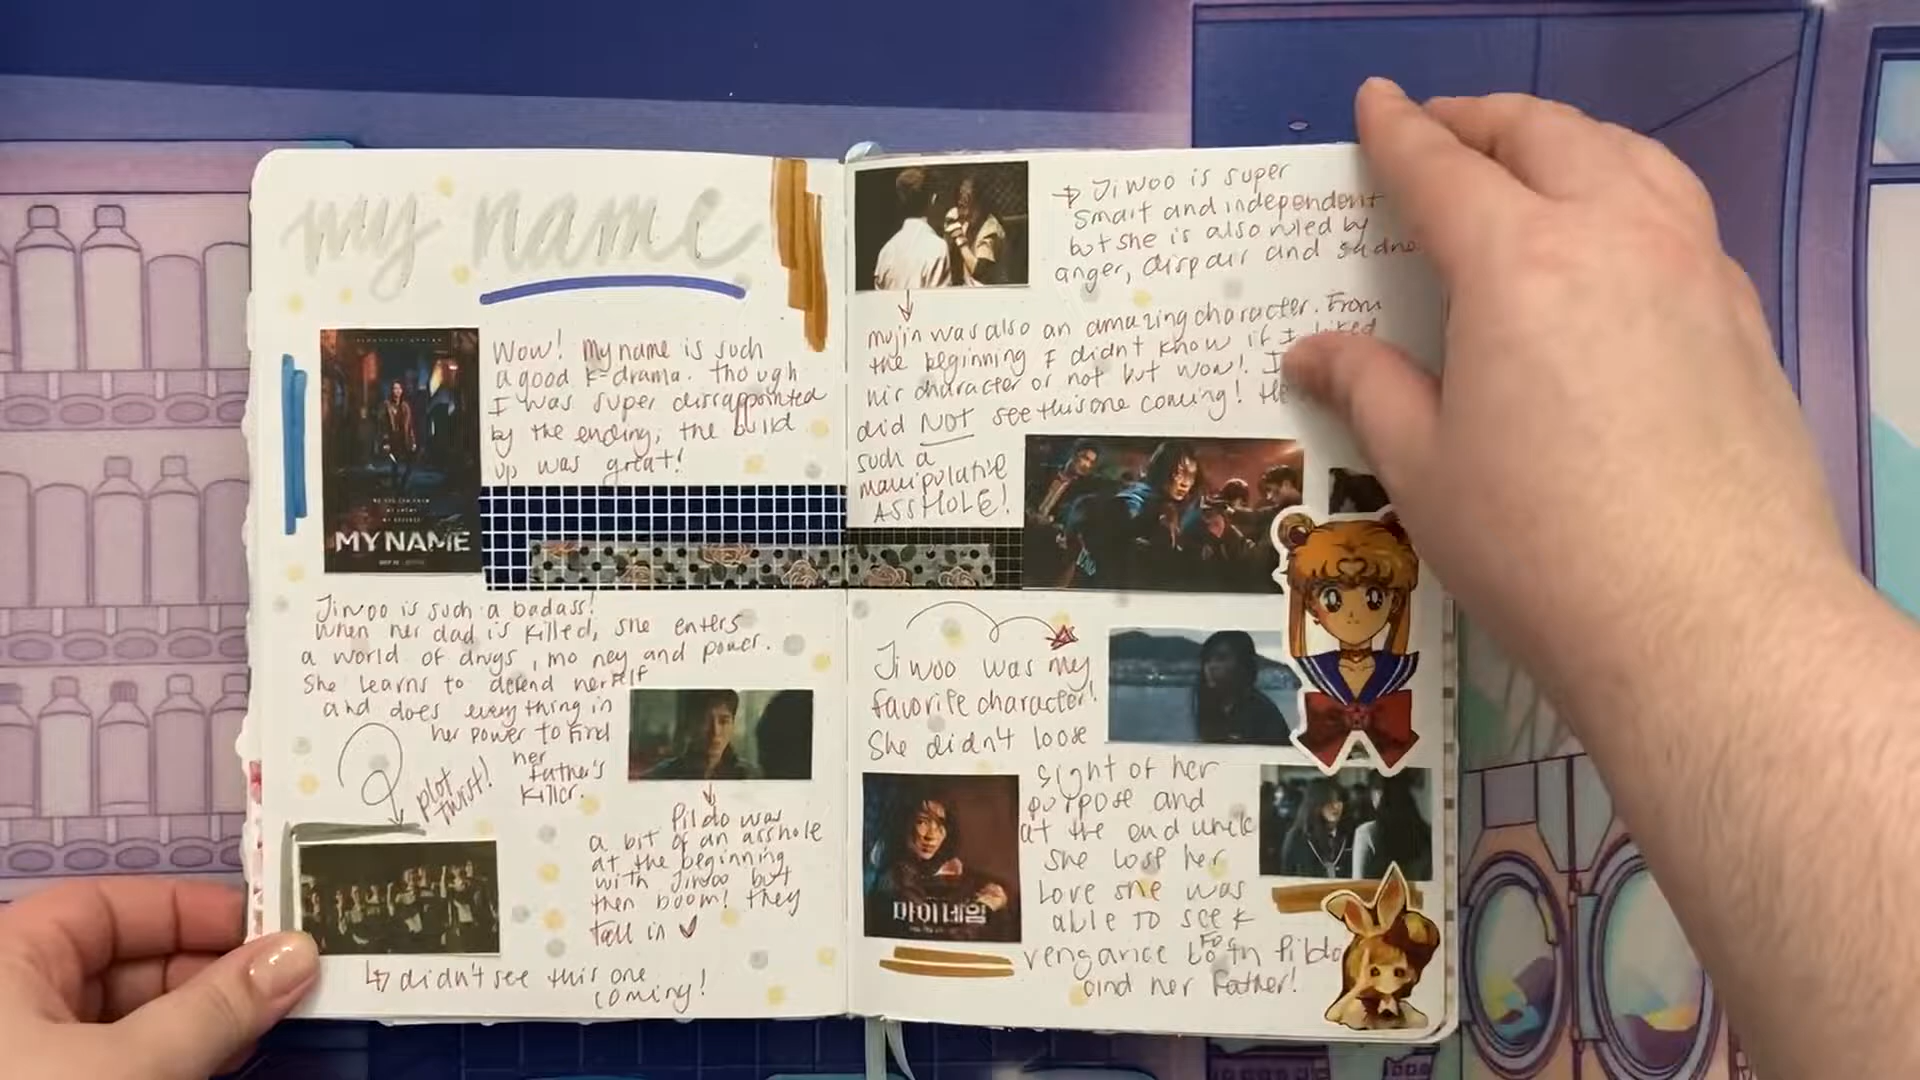 my name
Wow! My name is such
a good k-drama. Though
I was super dissappointed
by the ending, the build
up was great!
MY NAME
Jiwoo is such a badass!
When her dad is killed, she enters
a world of drugs, money and power.
She learns to defend herself
and does everything in
her power to find
her
father's
killer.
plot
twist!
Pildo was
a bit of an asshole
at the beginning
with Jiwoo but
then boom! they
fall in ♥
↳ didn't see this one
coming!
→ Jiwoo is super
smart and independent
but she is also ruled by
anger, dispair and sadne
mujin was also an amazing character. From
the beginning I didn't know if I liked
his character or not but wow! I
did NOT see this one coming! He
such a
manipulative
ASSHOLE!
Jiwoo was my
favorite character!
She didn't loose
sight of her
purpose and
at the end
she lose her
love she was
able to seek
vengance for both Pildo
and her father!
마이 네임